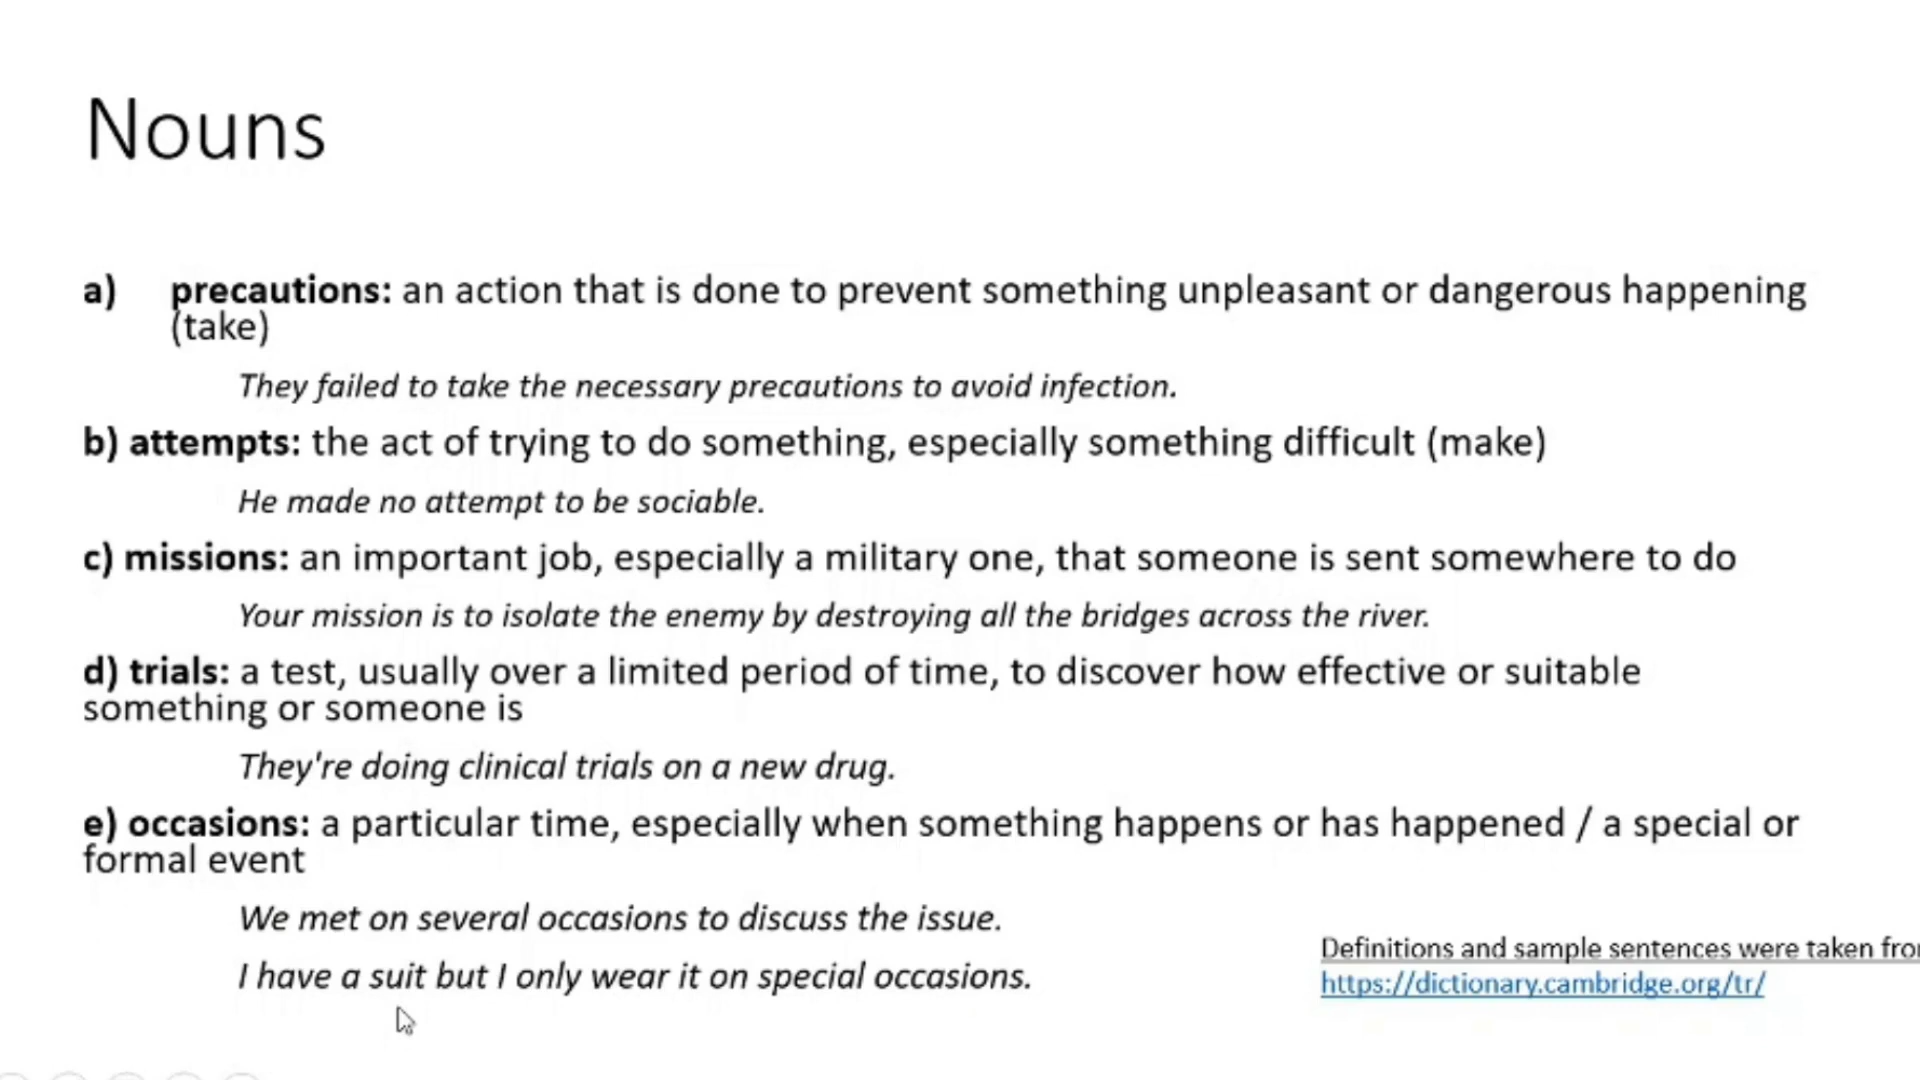 Nouns
a) precautions: an action that is done to prevent something unpleasant or dangerous happening
(take)
They failed to take the necessary precautions to avoid infection.
b) attempts: the act of trying to do something, especially something difficult (make)
He made no attempt to be sociable.
c) missions: an important job, especially a military one, that someone is sent somewhere to do
Your mission is to isolate the enemy by destroying all the bridges across the river.
d) trials: a test, usually over a limited period of time, to discover how effective or suitable
something or someone is
They're doing clinical trials on a new drug.
e) occasions: a particular time, especially when something happens or has happened / a special or
formal event
We met on several occasions to discuss the issue.
I have a suit but I only wear it on special occasions.
Definitions and sample sentences were taken fro
https://dictionary.cambridge.org/tr/